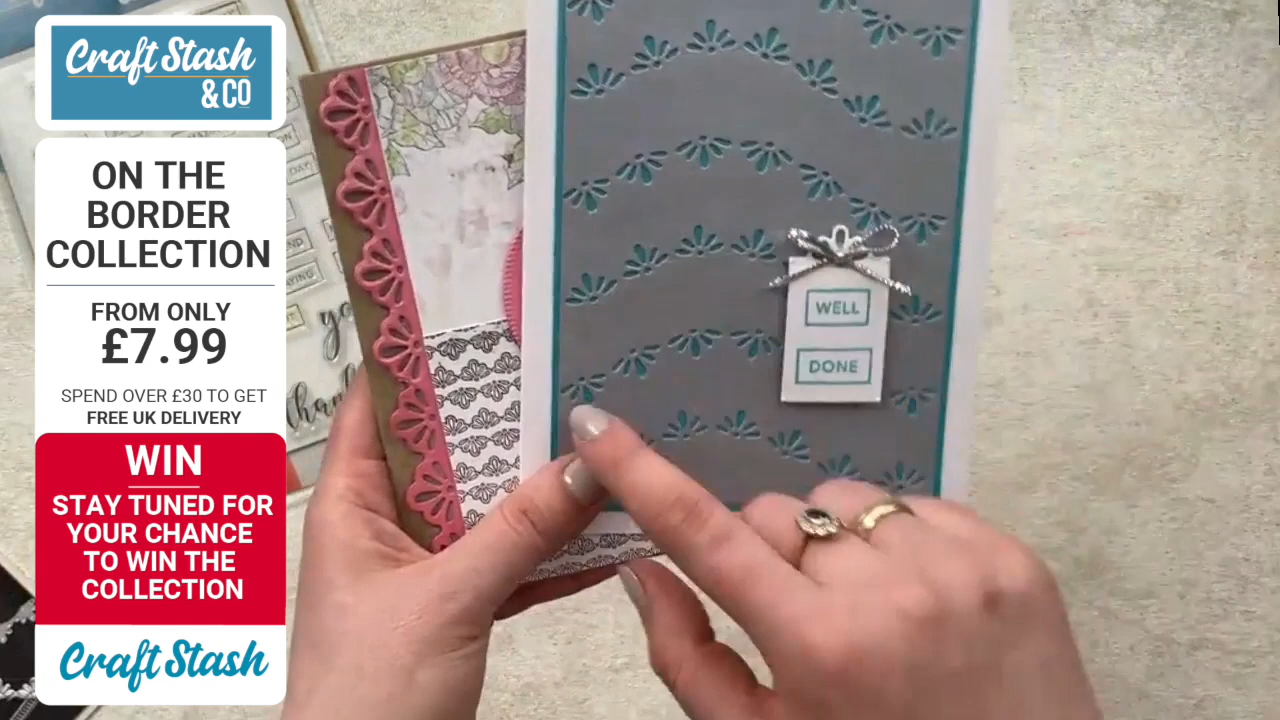 Craft Stash
& CO
ON THE
BORDER
COLLECTION
FROM ONLY
£7.99
SPEND OVER £30 TO GET
FREE UK DELIVERY
WIN
STAY TUNED FOR
YOUR CHANCE
TO WIN THE
COLLECTION
Craft Stash
WELL
DONE